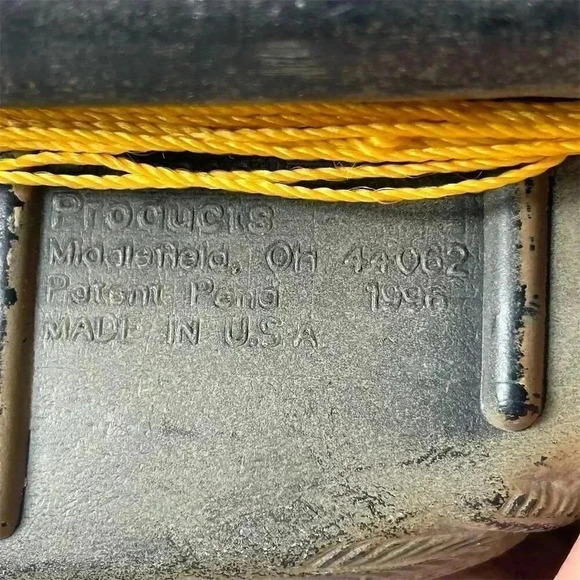 Products
Middlefield, OH 44062
Patent Pend 1996
MADE IN U.S.A